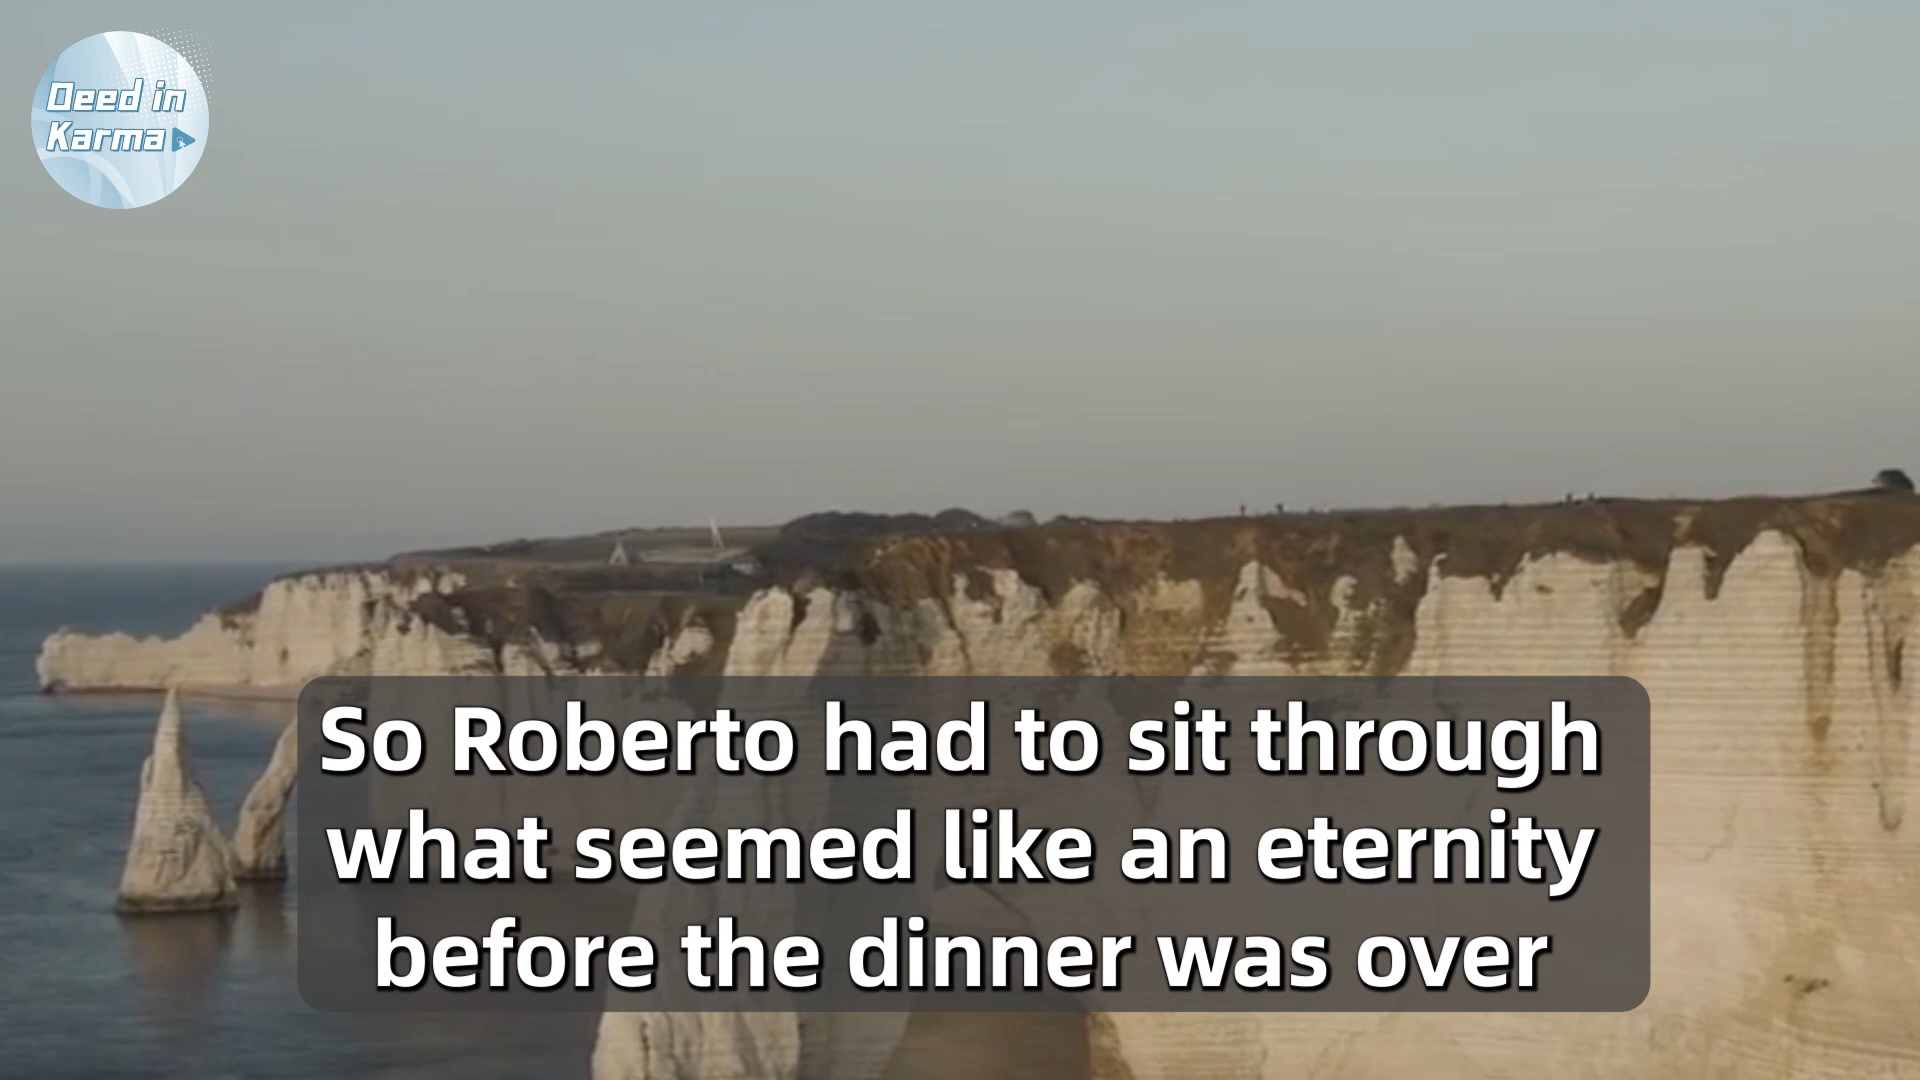 Deed in
Karma
So Roberto had to sit through
what seemed like an eternity
before the dinner was over